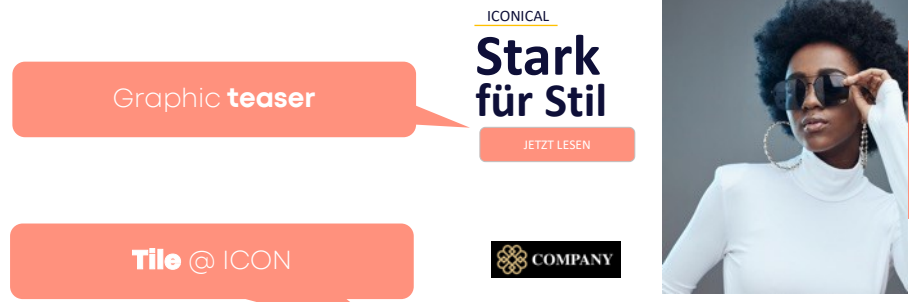 ICONICAL
Stark
für Stil
Graphic teaser
JETZT LESEN
Tile @ ICON
COMPANY